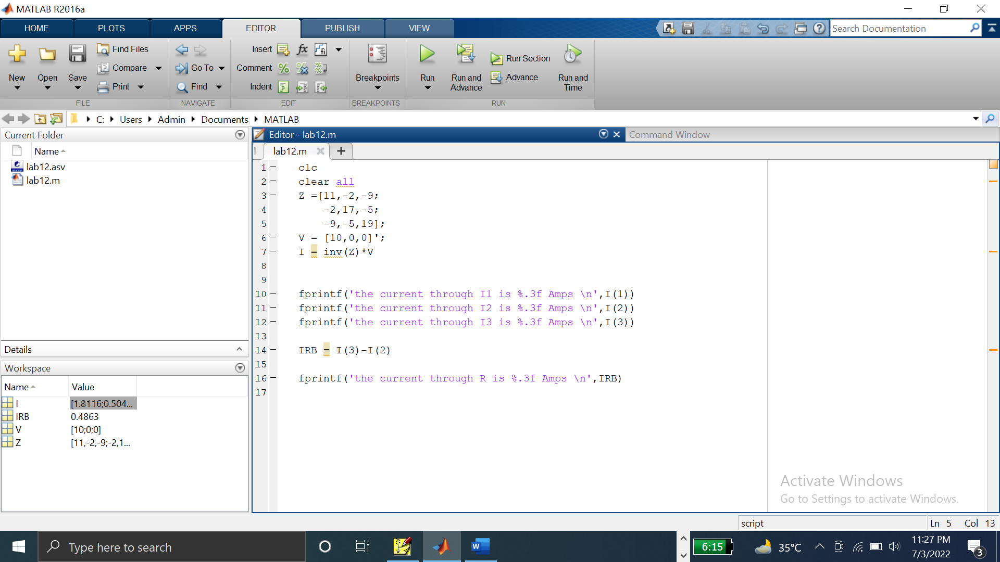 MATLAB R2016a
HOME PLOTS APPS EDITOR PUBLISH VIEW
Search Documentation
New
Open
Save
Find Files
Compare
Print
FILE
Go To
Find
NAVIGATE
Insert fx fi
Comment
Indent
EDIT
Breakpoints
BREAKPOINTS
Run
Run and
Advance
Run Section
Advance
Run and
Time
RUN
C: Users Admin Documents MATLAB
Current Folder
Name
lab12.asv
lab12.m
Details
Workspace
Name Value
I [1.8116;0.504...
IRB 0.4863
V [10;0;0]
Z [11,-2,-9;-2,1...
Editor - lab12.m
Command Window
lab12.m
1 clc
2 clear all
3 Z =[11,-2,-9;
4 -2,17,-5;
5 -9,-5,19];
6 V = [10,0,0]';
7 I = inv(Z)*V
8
9
10 fprintf('the current through I1 is %.3f Amps \n',I(1))
11 fprintf('the current through I2 is %.3f Amps \n',I(2))
12 fprintf('the current through I3 is %.3f Amps \n',I(3))
13
14 IRB = I(3)-I(2)
15
16 fprintf('the current through R is %.3f Amps \n',IRB)
17
Activate Windows
Go to Settings to activate Windows.
script Ln 5 Col 13
Type here to search
W
6:15
35°C
11:27 PM
7/3/2022
3